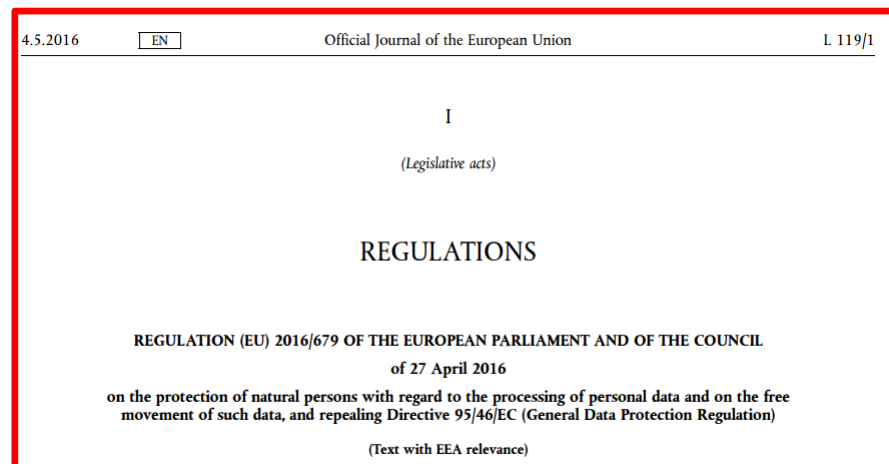 4.5.2016 EN Official Journal of the European Union L 119/1
I
(Legislative acts)
REGULATIONS
REGULATION (EU) 2016/679 OF THE EUROPEAN PARLIAMENT AND OF THE COUNCIL
of 27 April 2016
on the protection of natural persons with regard to the processing of personal data and on the free
movement of such data, and repealing Directive 95/46/EC (General Data Protection Regulation)
(Text with EEA relevance)